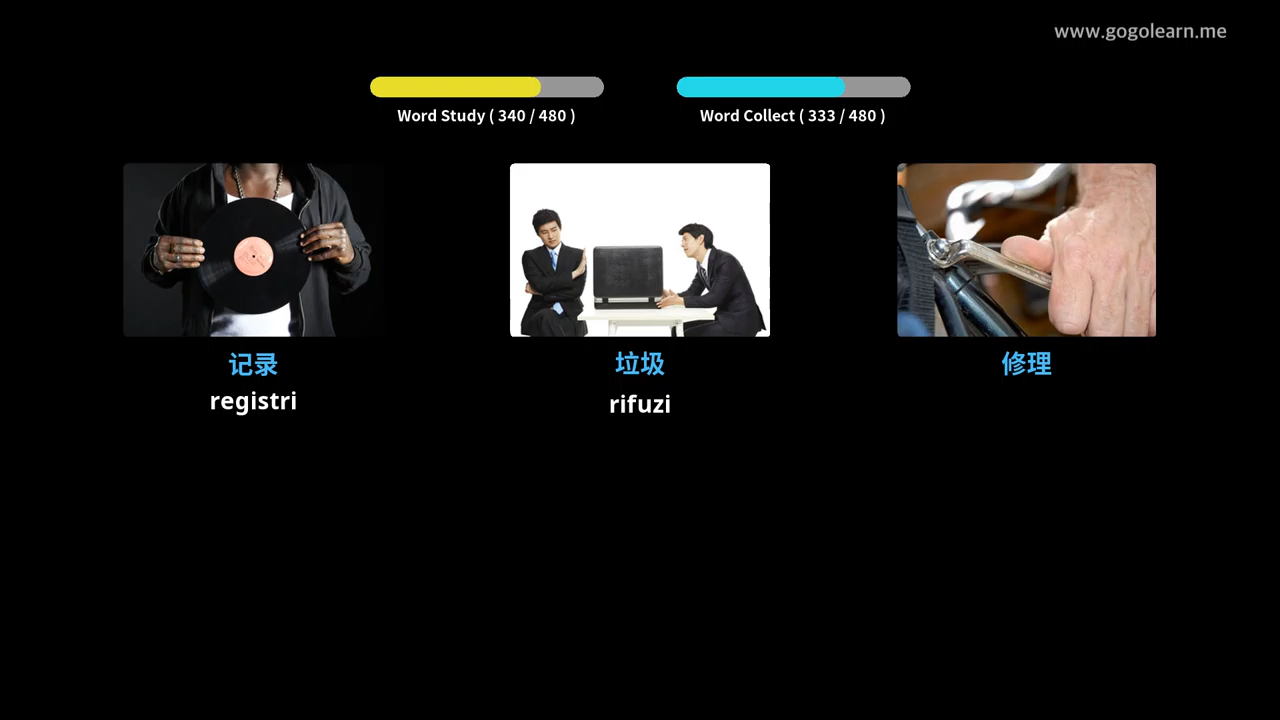 www.gogolearn.me
Word Study ( 340 / 480 )
Word Collect ( 333 / 480 )
记录
垃圾
修理
registri
rifuzi